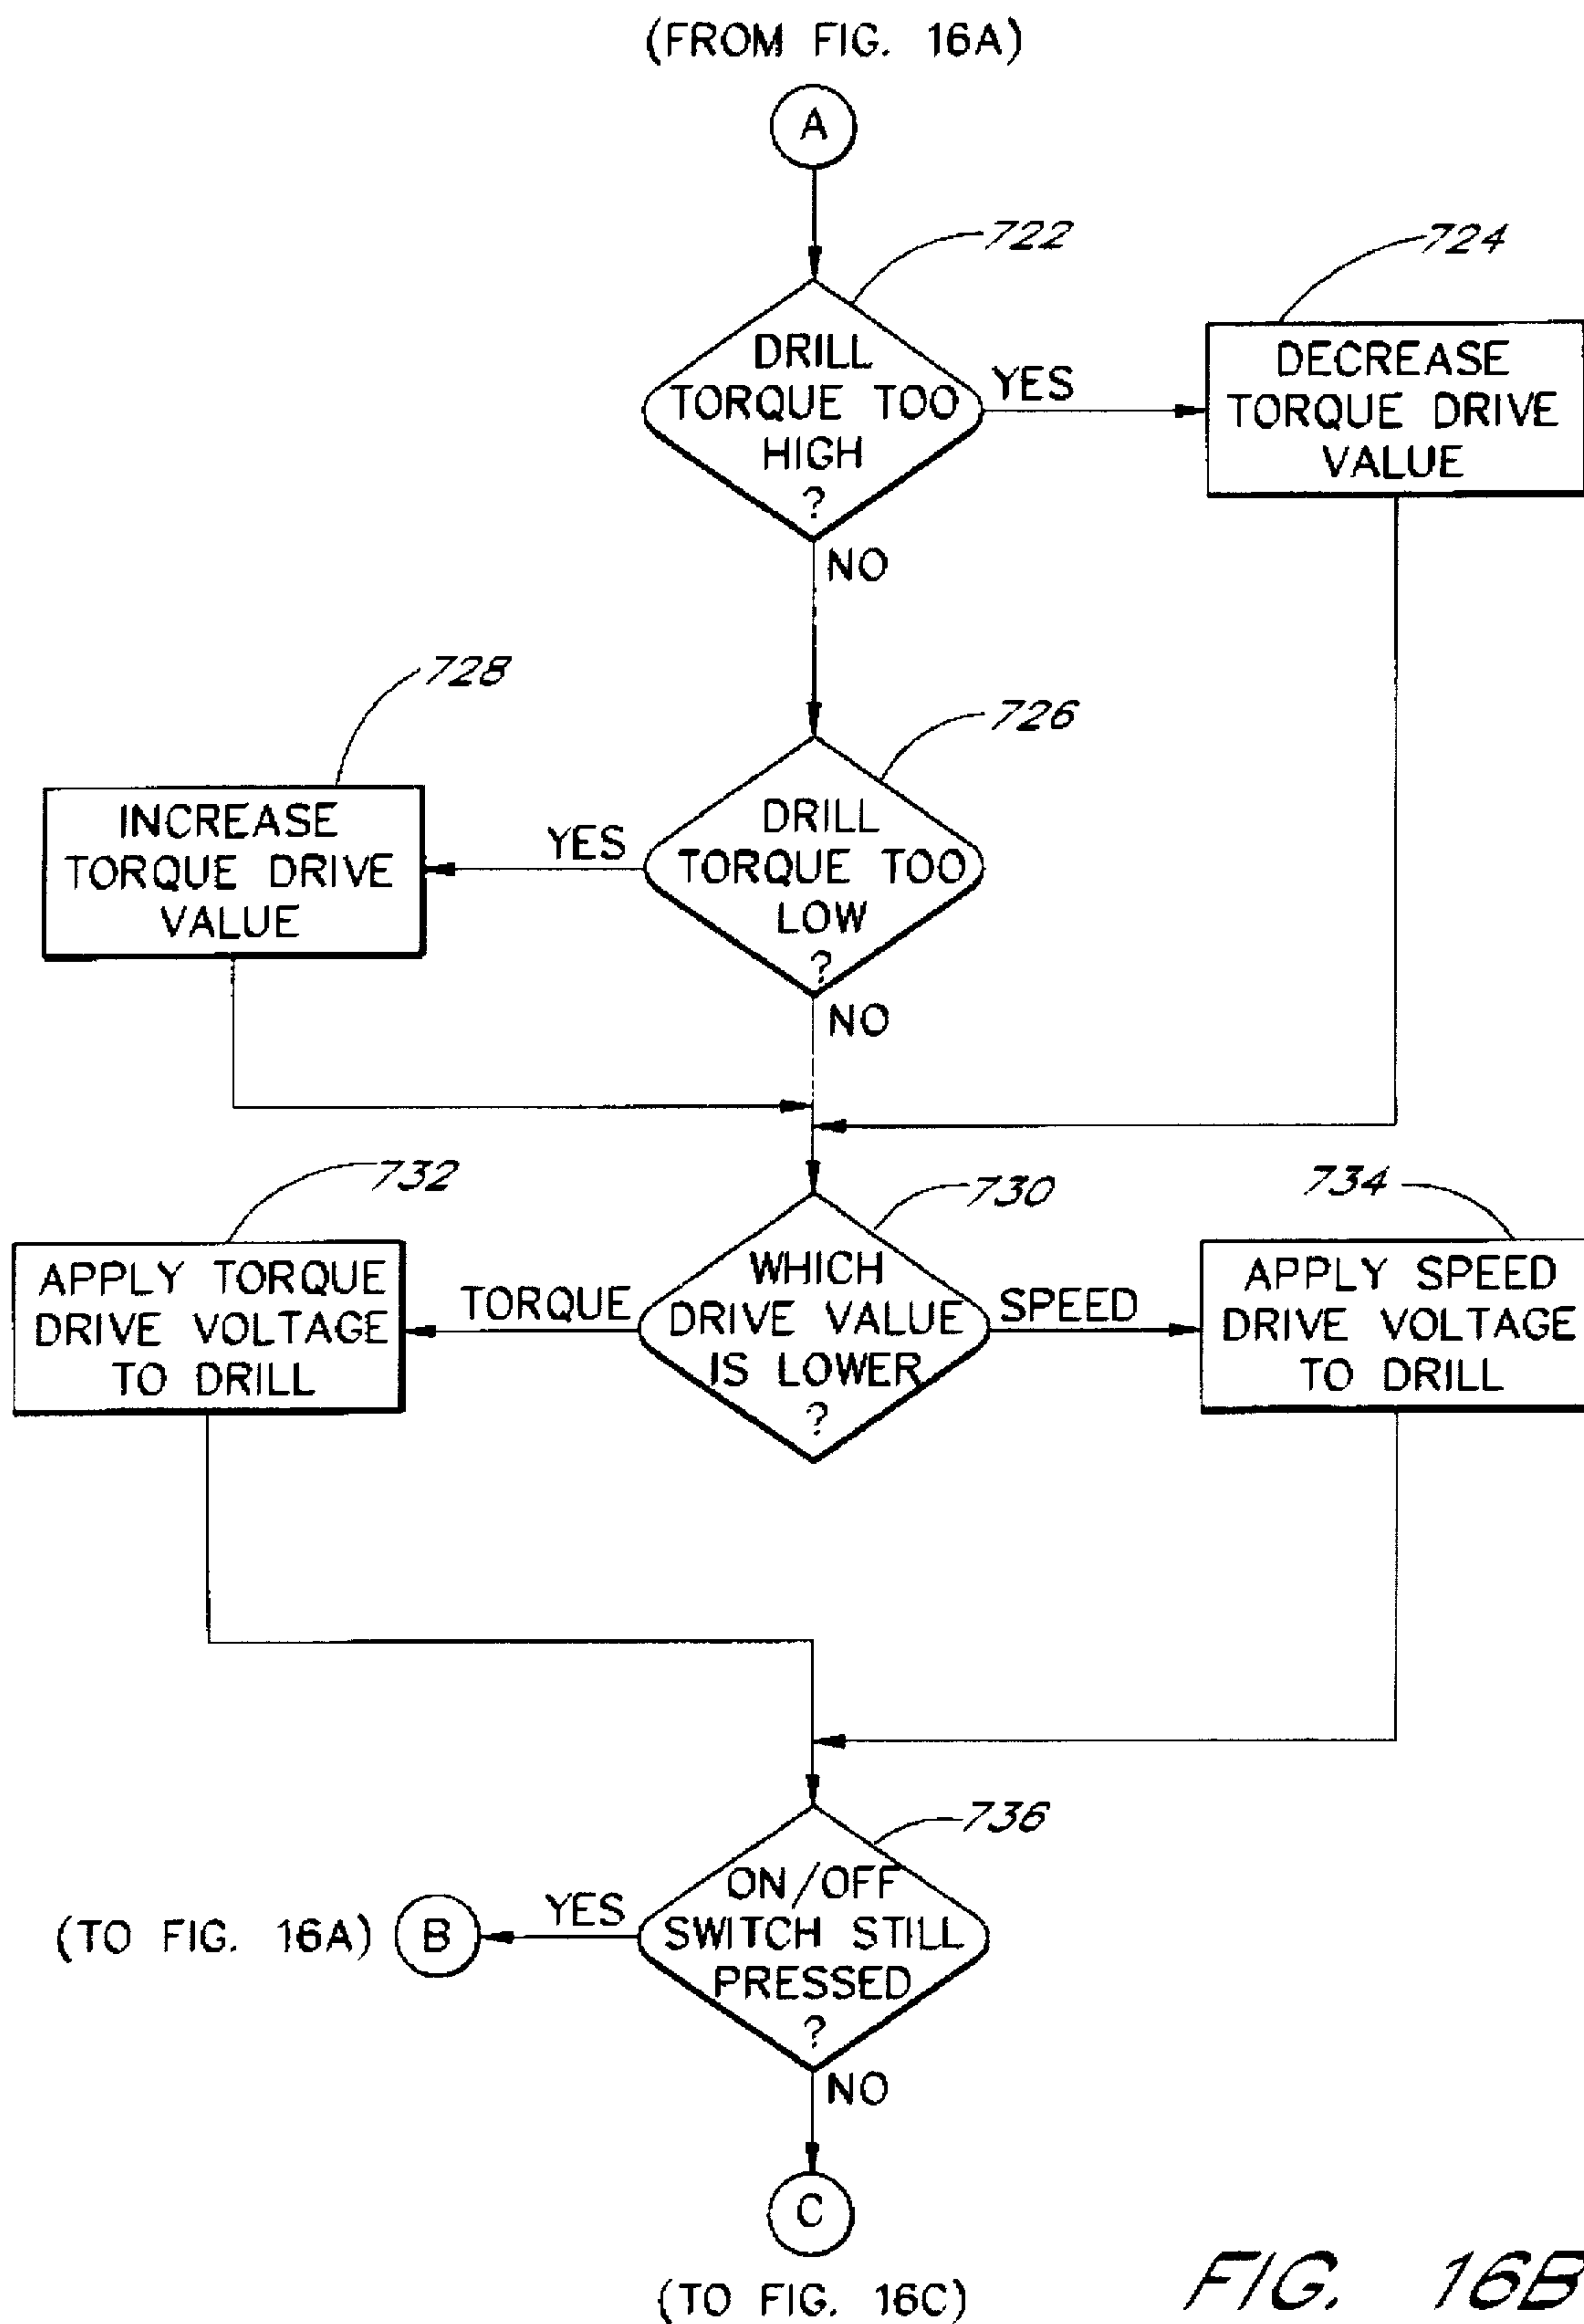 (FROM FIG. 16A)
A
722
DRILL
TORQUE TOO
HIGH
?
YES
724
DECREASE
TORQUE DRIVE
VALUE
NO
726
DRILL
TORQUE TOO
LOW
?
YES
728
INCREASE
TORQUE DRIVE
VALUE
NO
730
WHICH
DRIVE VALUE
IS LOWER
?
TORQUE
732
APPLY TORQUE
DRIVE VOLTAGE
TO DRILL
SPEED
734
APPLY SPEED
DRIVE VOLTAGE
TO DRILL
736
ON/OFF
SWITCH STILL
PRESSED
?
YES
B
(TO FIG. 16A)
NO
C
(TO FIG. 16C)
FIG. 16B